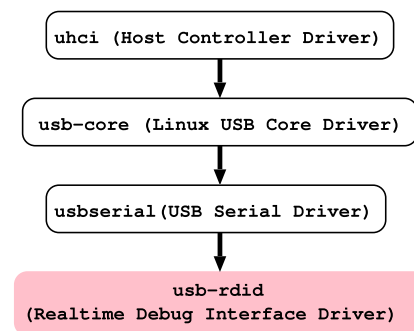 uhci (Host Controller Driver)
usb-core (Linux USB Core Driver)
usbserial(USB Serial Driver)
usb-rdid
(Realtime Debug Interface Driver)